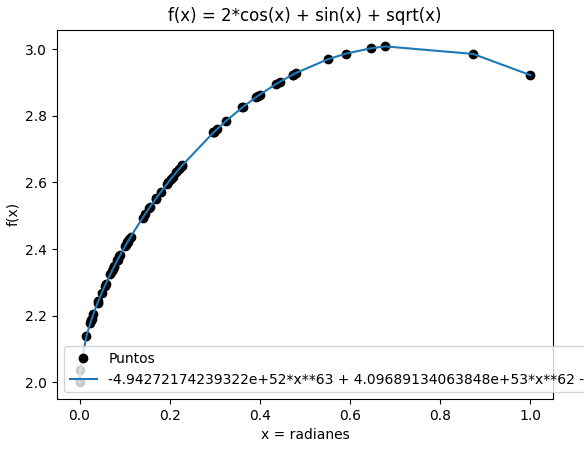 f(x) = 2*cos(x) + sin(x) + sqrt(x)
3.0
2.8
2.6
2.4
2.2
2.0
f(x)
Puntos
-4.94272174239322e+52*x**63 + 4.09689134063848e+53*x**62 -
0.0 0.2 0.4 0.6 0.8 1.0
x = radianes